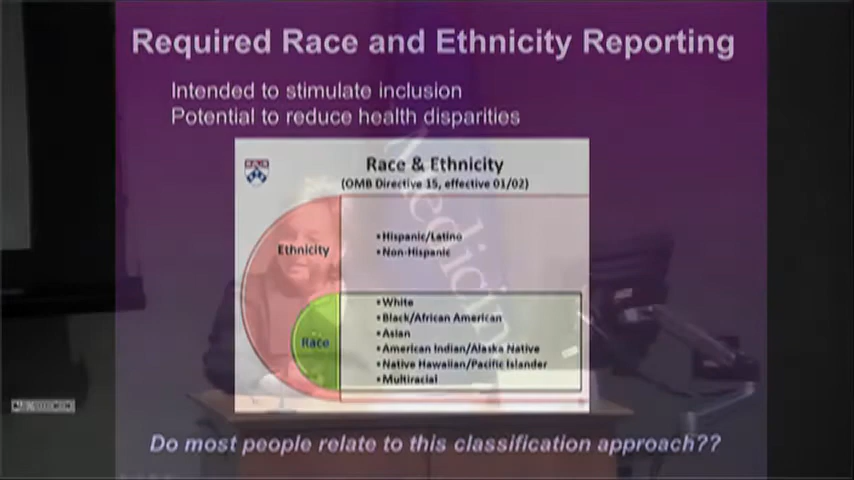 Required Race and Ethnicity Reporting
Intended to stimulate inclusion
Potential to reduce health disparities
Race & Ethnicity
(OMB Directive 15, effective 01/02)
Ethnicity
•Hispanic/Latino
•Non-Hispanic
Race
•White
•Black/African American
•Asian
•American Indian/Alaska Native
•Native Hawaiian/Pacific Islander
•Multiracial
Medicin
Do most people relate to this classification approach??